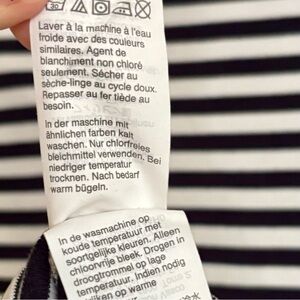 30
Laver à la machine à l'eau
froide avec des couleurs
similaires. Agent de
blanchiment non chloré
seulement. Sécher au
sèche-linge au cycle doux.
Repasser au fer tiède au
besoin.
In der maschine mit
ähnlichen farben kalt
waschen. Nur chlorfreies
bleichmittel verwenden. Bei
niedriger temperatur
trocknen. Nach bedarf
warm bügeln.
In de wasmachine op
koude temperatuur met
soortgelijke kleuren. Alleen
chloorvrije bleek. Drogen in
droogtrommel op lage
temperatuur. Indien nodig
op warme